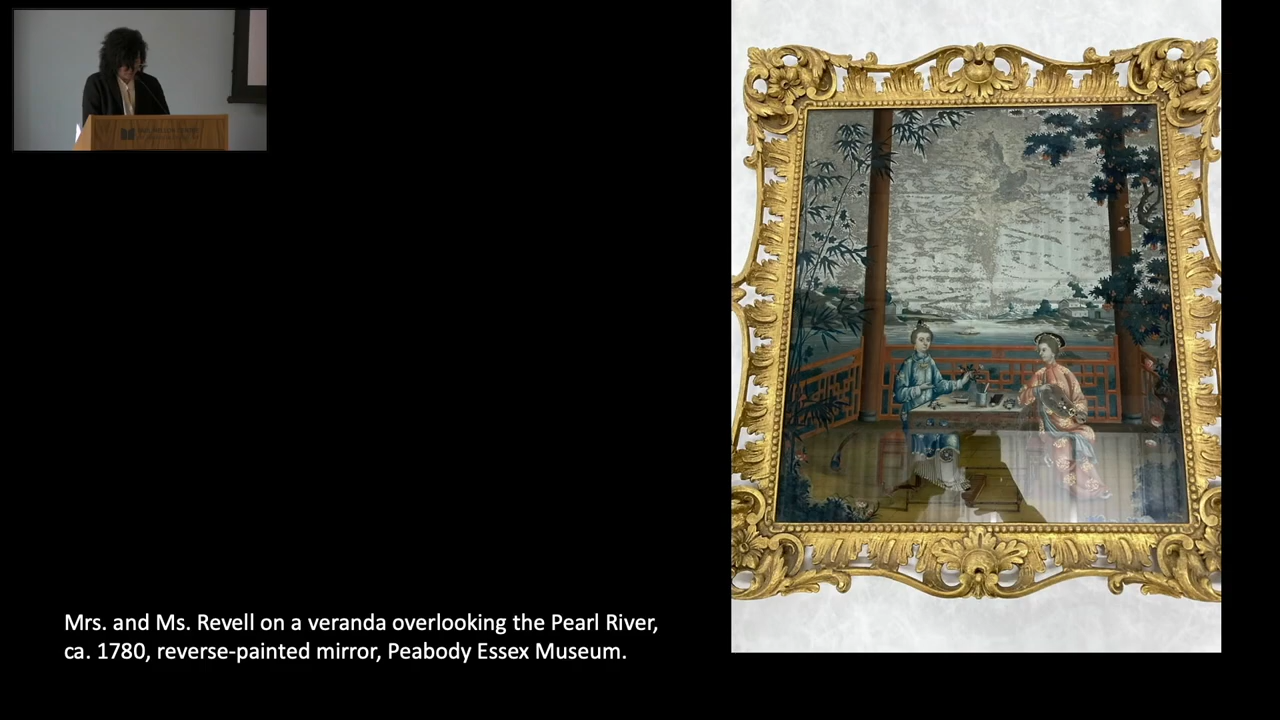 Mrs. and Ms. Revell on a veranda overlooking the Pearl River,
ca. 1780, reverse-painted mirror, Peabody Essex Museum.